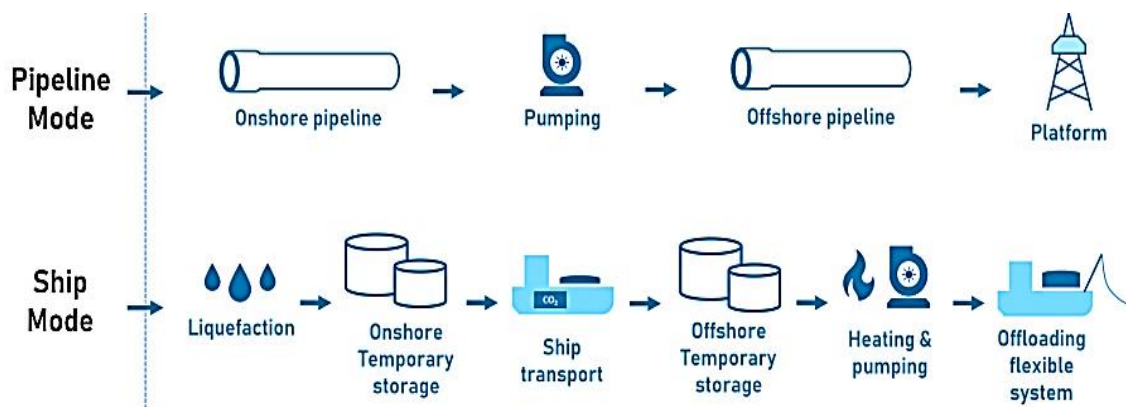 Pipeline
Mode
Onshore pipeline
Pumping
Offshore pipeline
Platform
Ship
Mode
Liquefaction
Onshore
Temporary
storage
CO₂
Ship
transport
Offshore
Temporary
storage
Heating &
pumping
Offloading
flexible
system